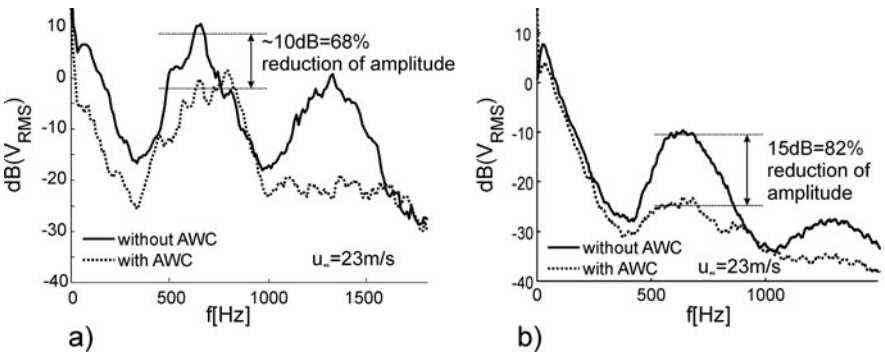 10
0
-10
-20
-30
-40
dB(V_RMS)
~10dB=68%
reduction of amplitude
without AWC
with AWC
u∞=23m/s
0
500
1000
1500
f[Hz]
a)
10
0
-10
-20
-30
-40
dB(V_RMS)
15dB=82%
reduction of
amplitude
without AWC
with AWC
u∞=23m/s
0
500
1000
f[Hz]
b)